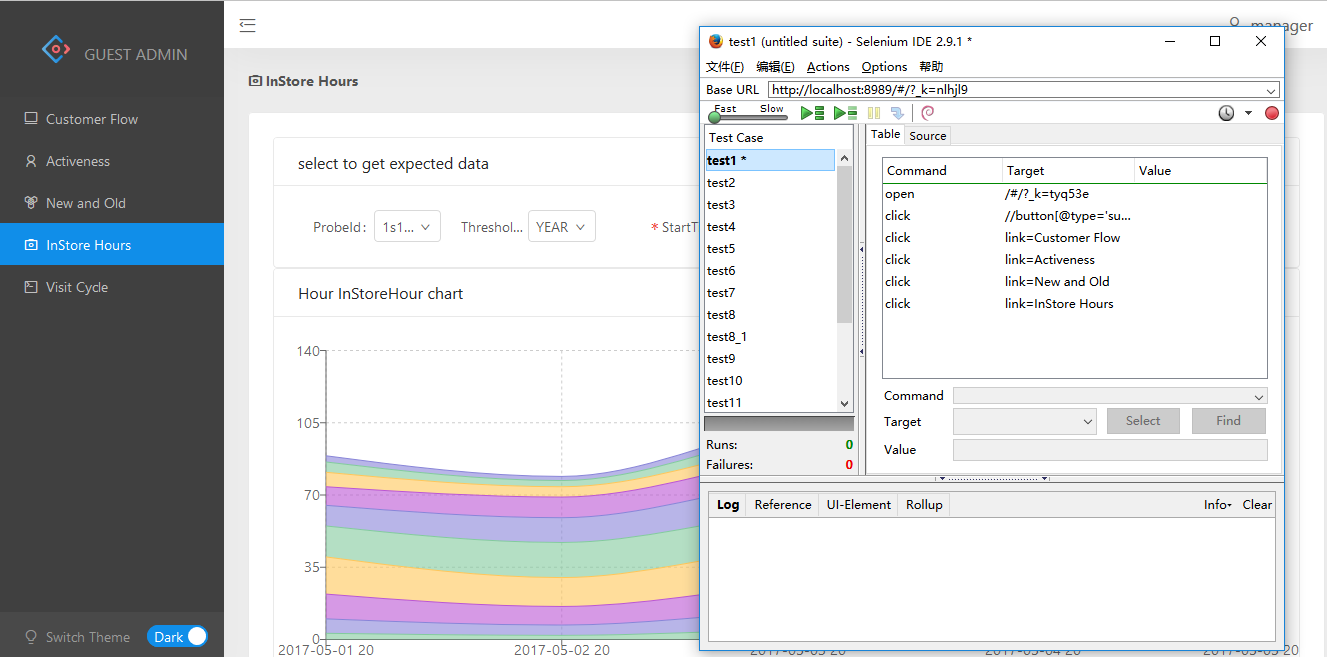 GUEST ADMIN
Customer Flow
Activeness
New and Old
InStore Hours
Visit Cycle
Switch Theme
Dark
manager
InStore Hours
select to get expected data
ProbeId :
1s1...
Threshol...
YEAR
* StartT
Hour InStoreHour chart
140
105
70
35
0
2017-05-01 20
2017-05-02 20
2017-05-03 20
2017-05-04 20
2017-05-05 20
test1 (untitled suite) - Selenium IDE 2.9.1 *
文件(F) 编辑(E) Actions Options 帮助
Base URL http://localhost:8989/#/?_k=nlhjl9
Fast Slow
Test Case
test1 *
test2
test3
test4
test5
test6
test7
test8
test8_1
test9
test10
test11
Runs: 0
Failures: 0
Table Source
Command Target Value
open /#/?_k=tyq53e
click //button[@type='su...
click link=Customer Flow
click link=Activeness
click link=New and Old
click link=InStore Hours
Command
Target Select Find
Value
Log Reference UI-Element Rollup Info Clear